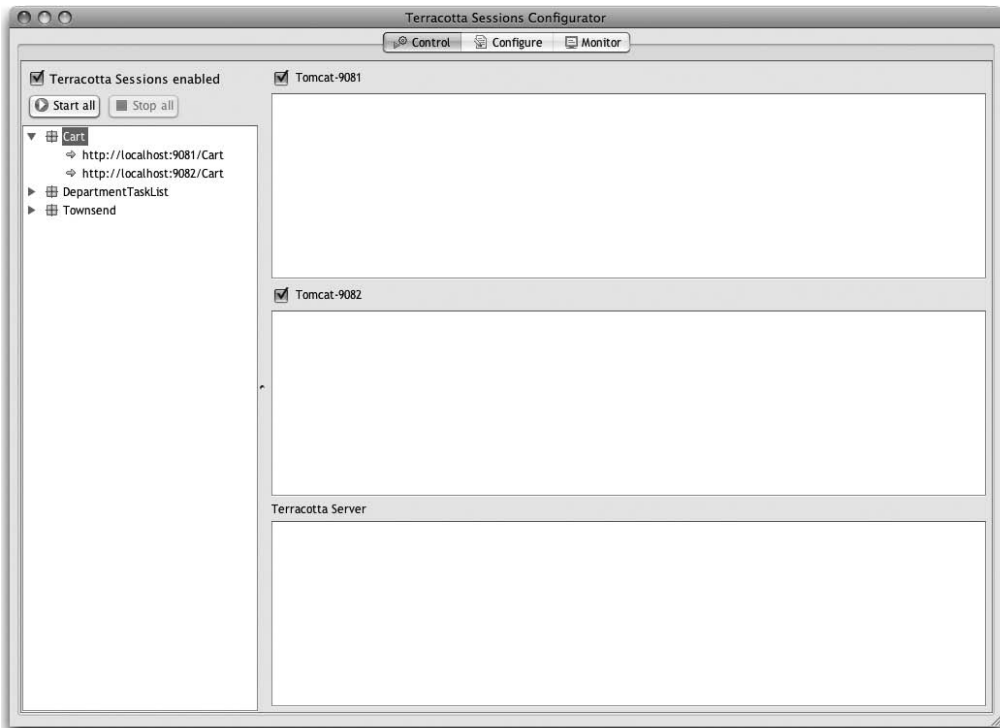 Terracotta Sessions Configurator
Control Configure Monitor
Terracotta Sessions enabled
Start all Stop all
Cart
http://localhost:9081/Cart
http://localhost:9082/Cart
DepartmentTaskList
Townsend
Tomcat-9081
Tomcat-9082
Terracotta Server